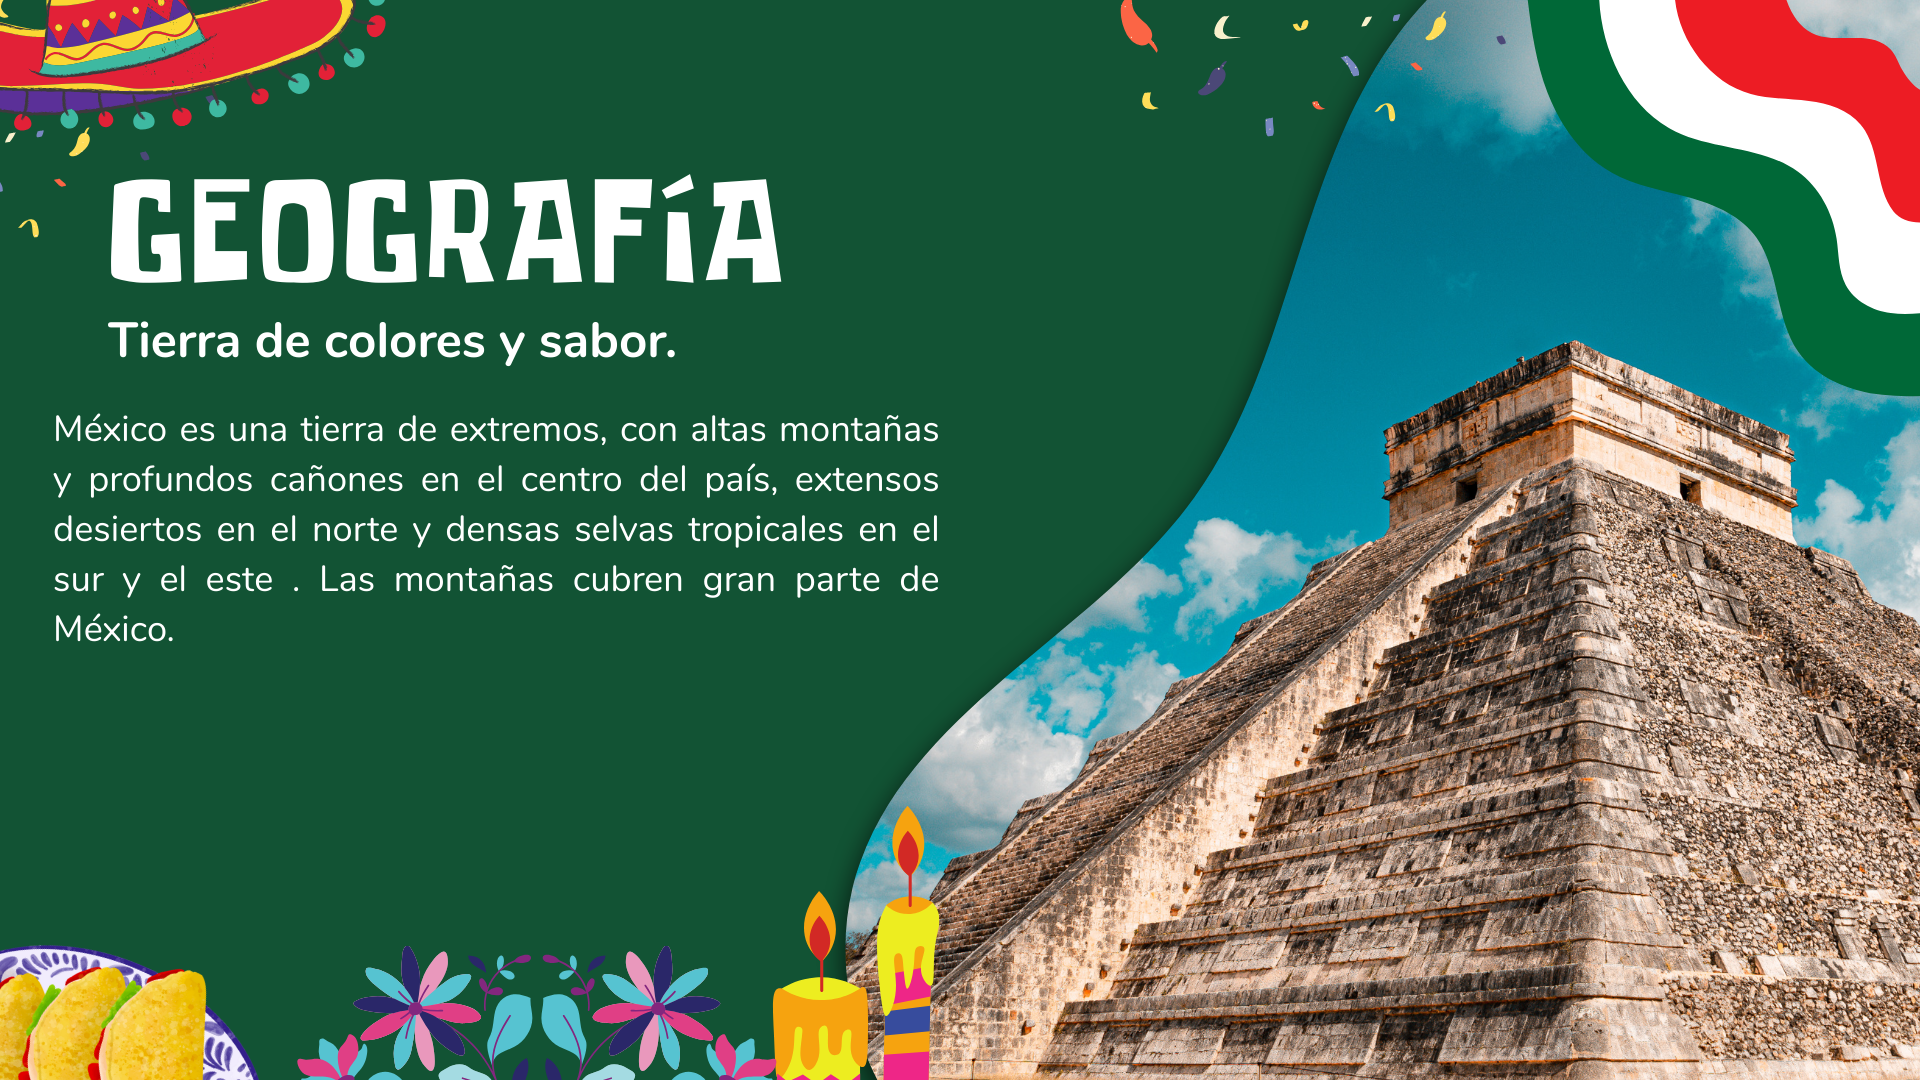 GEOGRAFÍA
Tierra de colores y sabor.
México es una tierra de extremos, con altas montañas
y profundos cañones en el centro del país, extensos
desiertos en el norte y densas selvas tropicales en el
sur y el este . Las montañas cubren gran parte de
México.